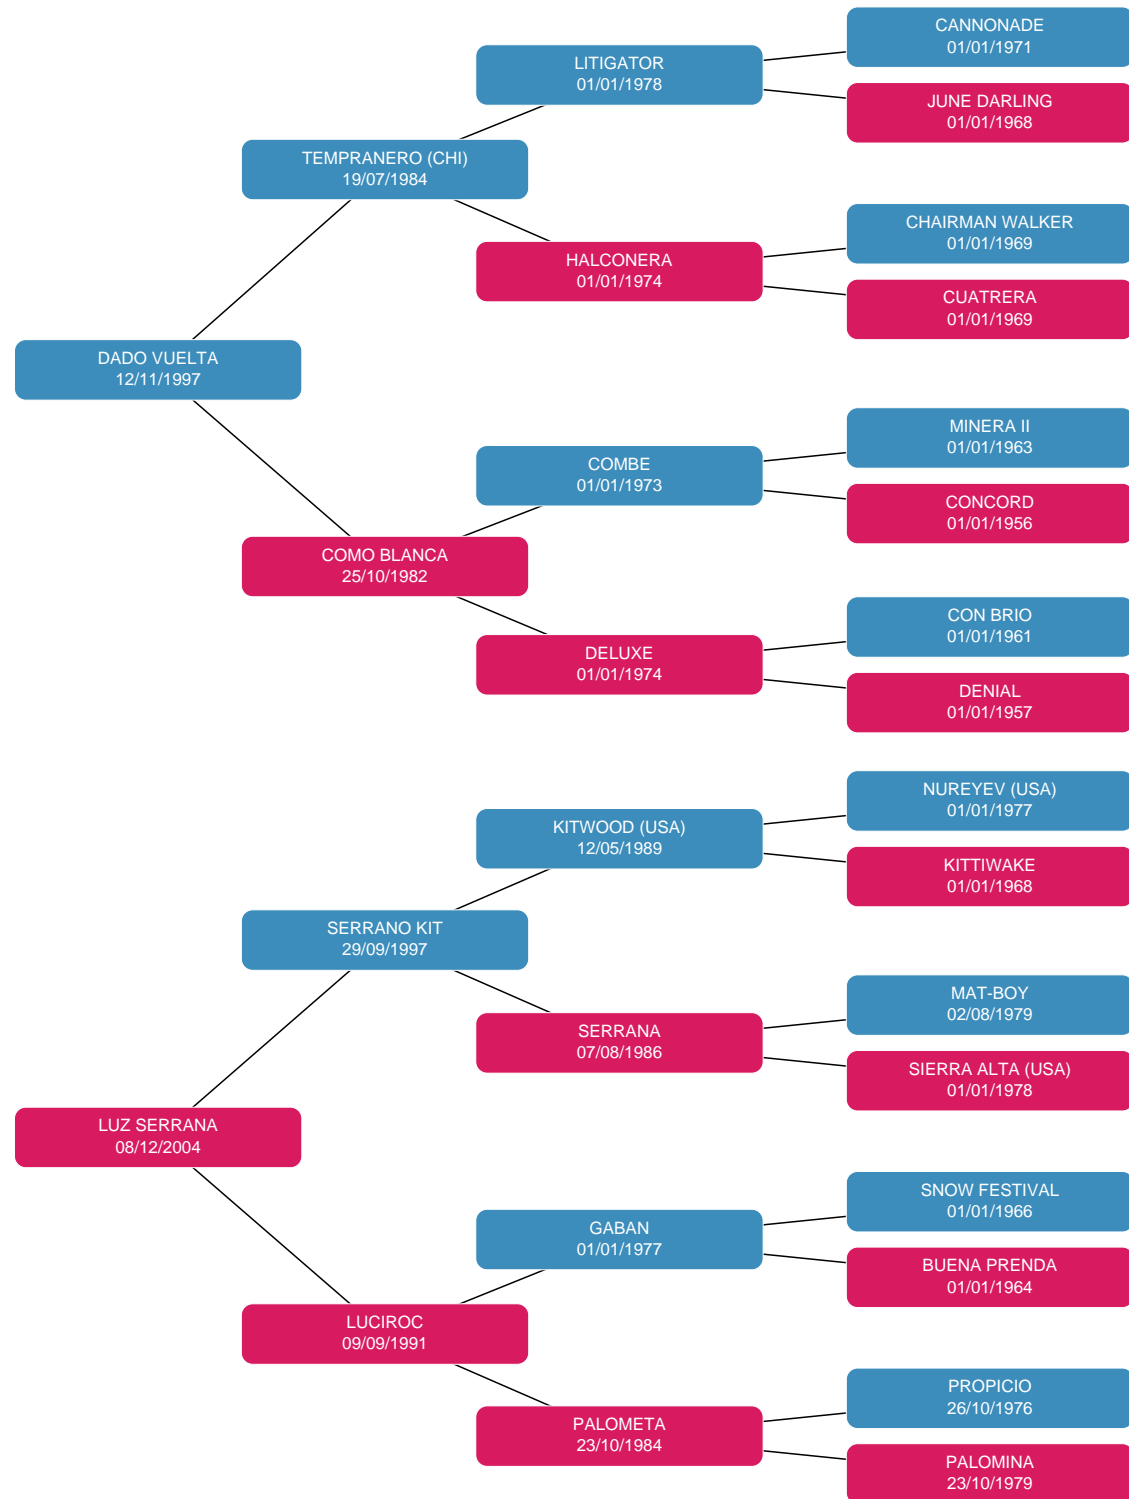 CANNONADE
01/01/1971
LITIGATOR
01/01/1978
JUNE DARLING
01/01/1968
TEMPRANERO (CHI)
19/07/1984
CHAIRMAN WALKER
01/01/1969
HALCONERA
01/01/1974
CUATRERA
01/01/1969
DADO VUELTA
12/11/1997
MINERA II
01/01/1963
COMBE
01/01/1973
CONCORD
01/01/1956
COMO BLANCA
25/10/1982
CON BRIO
01/01/1961
DELUXE
01/01/1974
DENIAL
01/01/1957
NUREYEV (USA)
01/01/1977
KITWOOD (USA)
12/05/1989
KITTIWAKE
01/01/1968
SERRANO KIT
29/09/1997
MAT-BOY
02/08/1979
SERRANA
07/08/1986
SIERRA ALTA (USA)
01/01/1978
LUZ SERRANA
08/12/2004
SNOW FESTIVAL
01/01/1966
GABAN
01/01/1977
BUENA PRENDA
01/01/1964
LUCIROC
09/09/1991
PROPICIO
26/10/1976
PALOMETA
23/10/1984
PALOMINA
23/10/1979